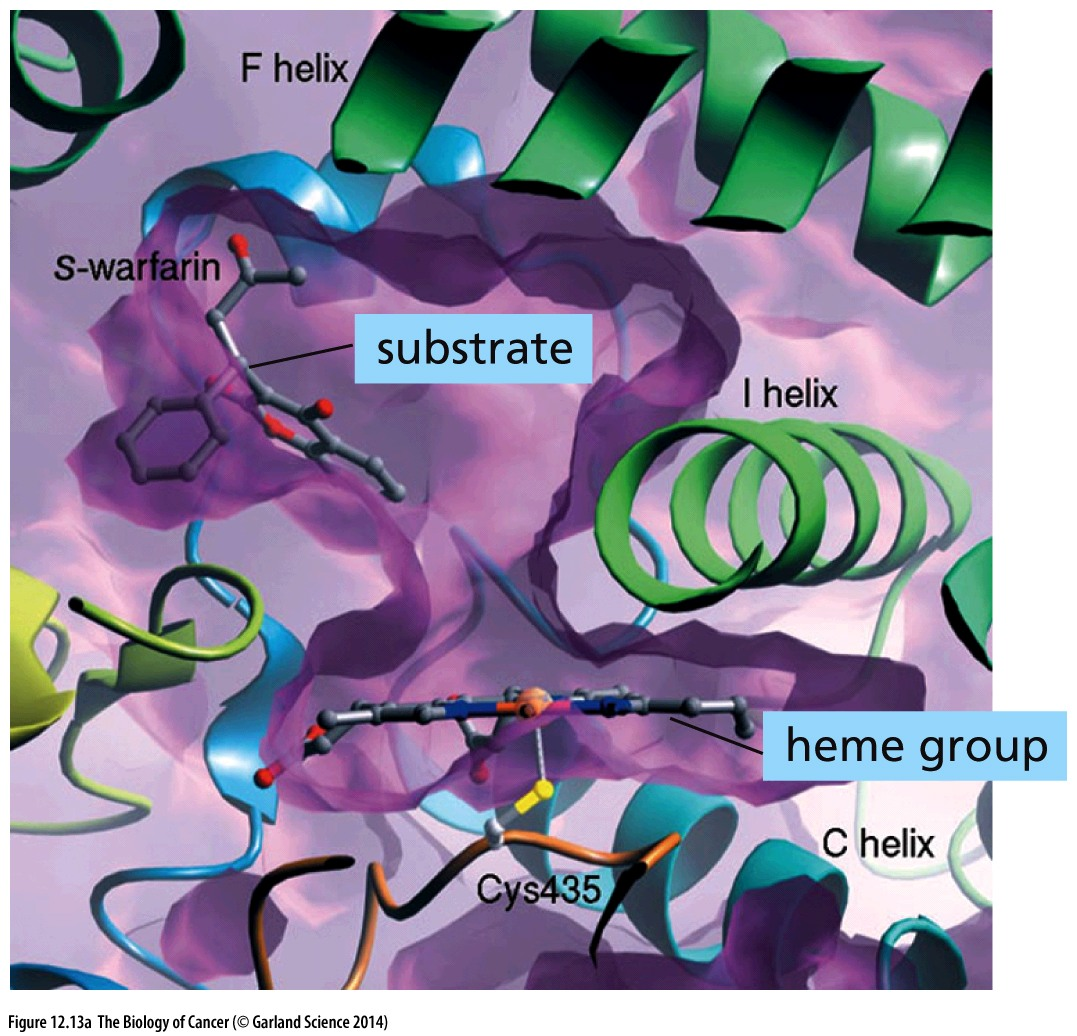 F helix
S-warfarin
substrate
I helix
heme group
C helix
Cys435
Figure 12.13a The Biology of Cancer (© Garland Science 2014)